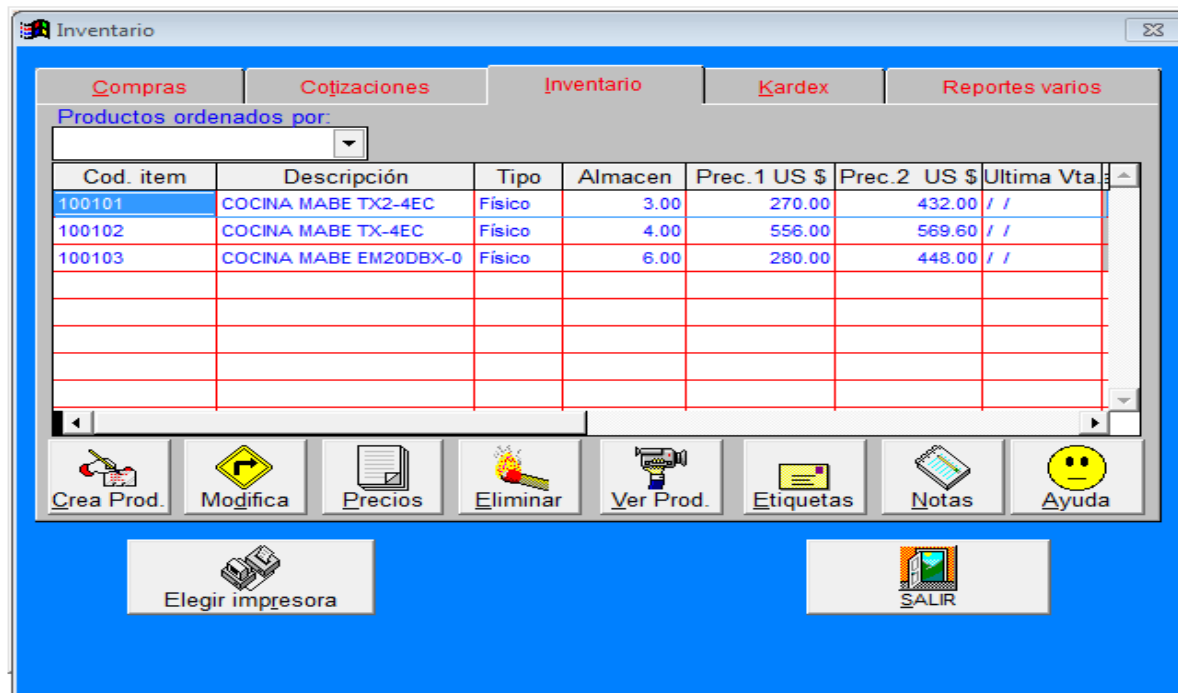 Inventario
Compras Cotizaciones Inventario Kardex Reportes varios
Productos ordenados por:
Cod. item Descripción Tipo Almacen Prec.1 US $ Prec.2 US $ Ultima Vta.
100101 COCINA MABE TX2-4EC Físico 3.00 270.00 432.00 / /
100102 COCINA MABE TX-4EC Físico 4.00 556.00 569.60 / /
100103 COCINA MABE EM20DBX-0 Físico 6.00 280.00 448.00 / /
Crea Prod. Modifica Precios Eliminar Ver Prod. Etiquetas Notas Ayuda
Elegir impresora SALIR